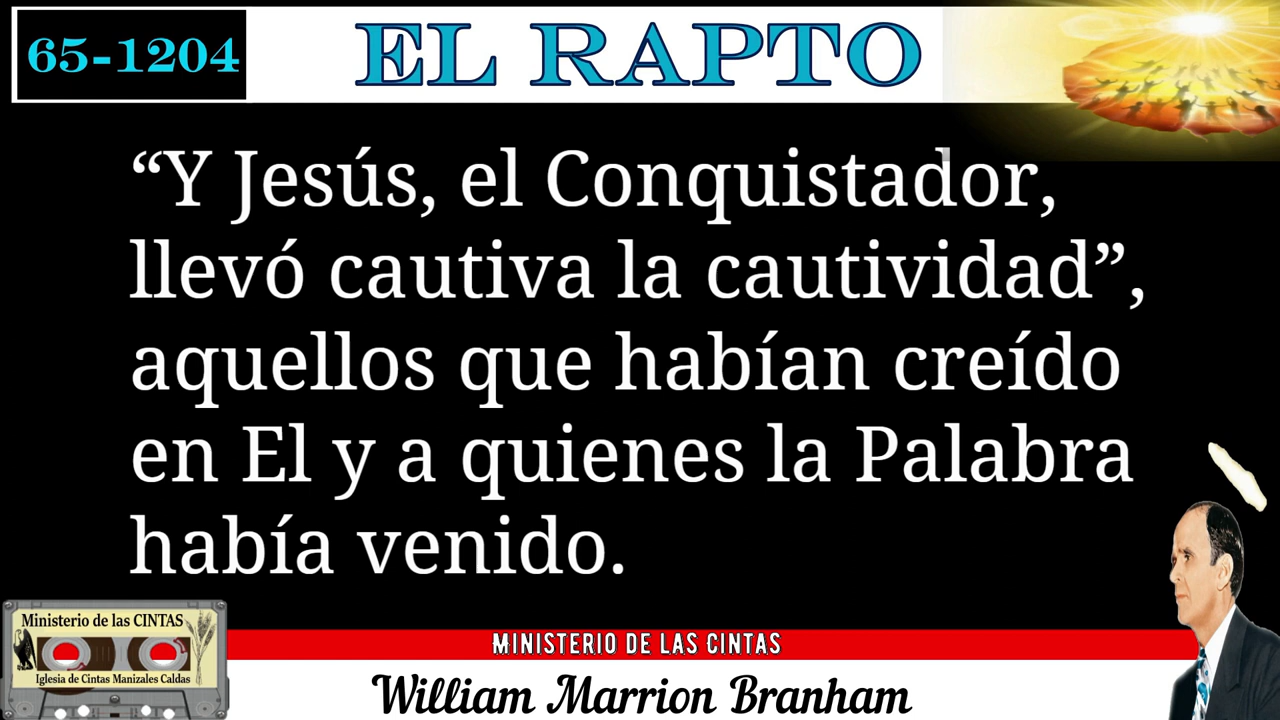 65-1204
EL RAPTO
“Y Jesús, el Conquistador,
llevó cautiva la cautividad”,
aquellos que habían creído
en El y a quienes la Palabra
había venido.
Ministerio de las CINTAS
Iglesia de Cintas Manizales Caldas
MINISTERIO DE LAS CINTAS
William Marrion Branham